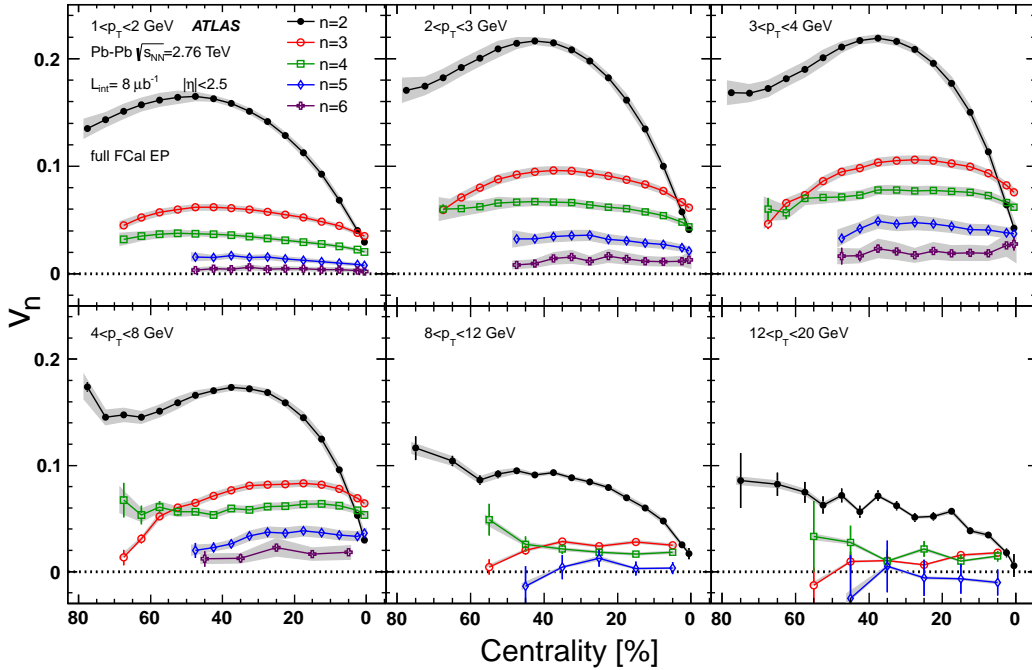 1<p_T<2 GeV ATLAS
Pb-Pb √s_NN=2.76 TeV
L_int= 8 μb⁻¹ |η|<2.5
full FCal EP
n=2
n=3
n=4
n=5
n=6
2<p_T<3 GeV
3<p_T<4 GeV
0.2
0.1
0
v_n
4<p_T<8 GeV
8<p_T<12 GeV
12<p_T<20 GeV
0.2
0.1
0
80 60 40 20 0
80 60 40 20 0
80 60 40 20 0
Centrality [%]